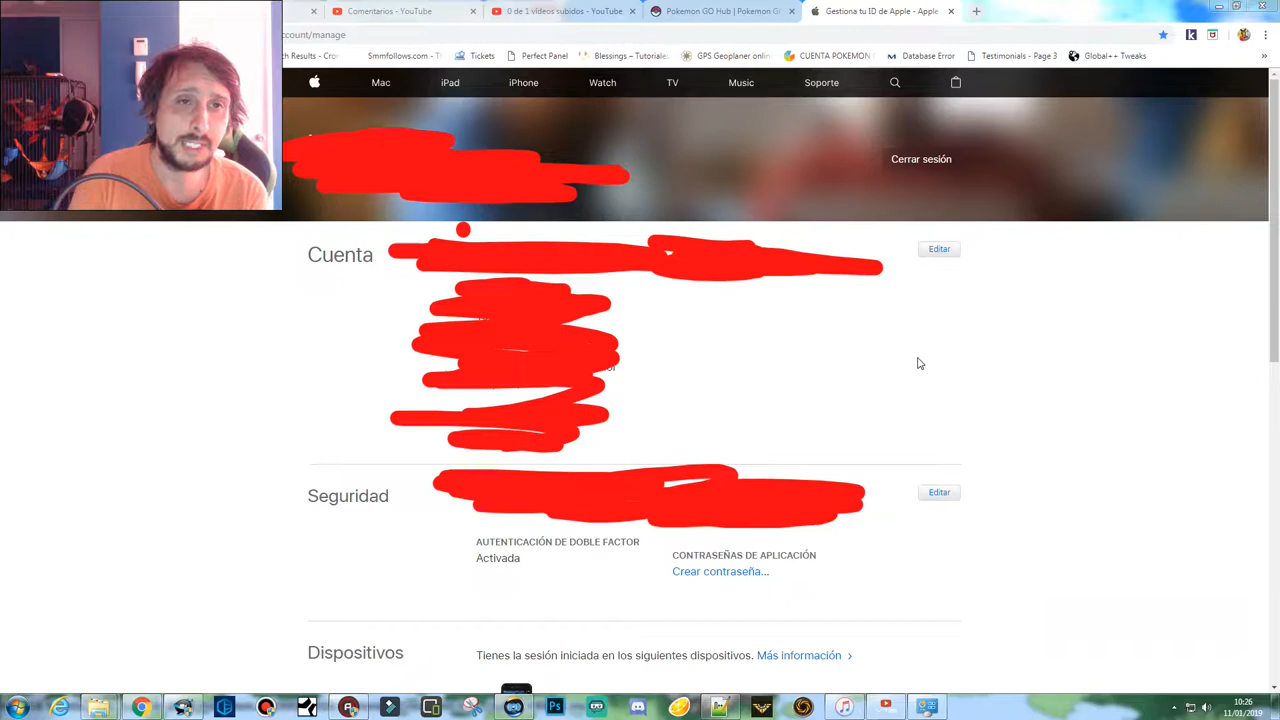 Comentarios - YouTube
0 de 1 vídeos subidos - YouTube
Pokemon GO Hub | Pokemon G
Gestiona tu ID de Apple - Apple
count/manage
th Results - Cron
Smmfollows.com -
Tickets
Perfect Panel
Blessings – Tutoriales
GPS Geoplaner onlin
CUENTA POKEMON
Database Error
Testimonials - Page 3
Global++ Tweaks
Mac iPad iPhone Watch TV Music Soporte
Cerrar sesión
Cuenta
Editar
Seguridad
Editar
AUTENTICACIÓN DE DOBLE FACTOR
Activada
CONTRASEÑAS DE APLICACIÓN
Crear contraseña...
Dispositivos
Tienes la sesión iniciada en los siguientes dispositivos. Más información >
10:26
11/01/2019